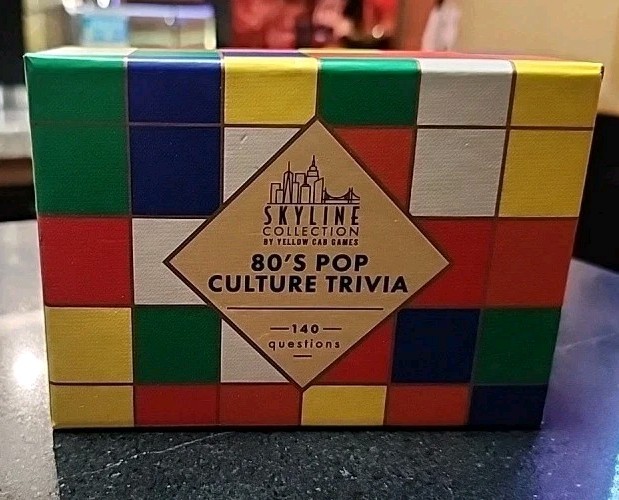 SKYLINE
COLLECTION
BY YELLOW CAB GAMES
80'S POP
CULTURE TRIVIA
140
questions